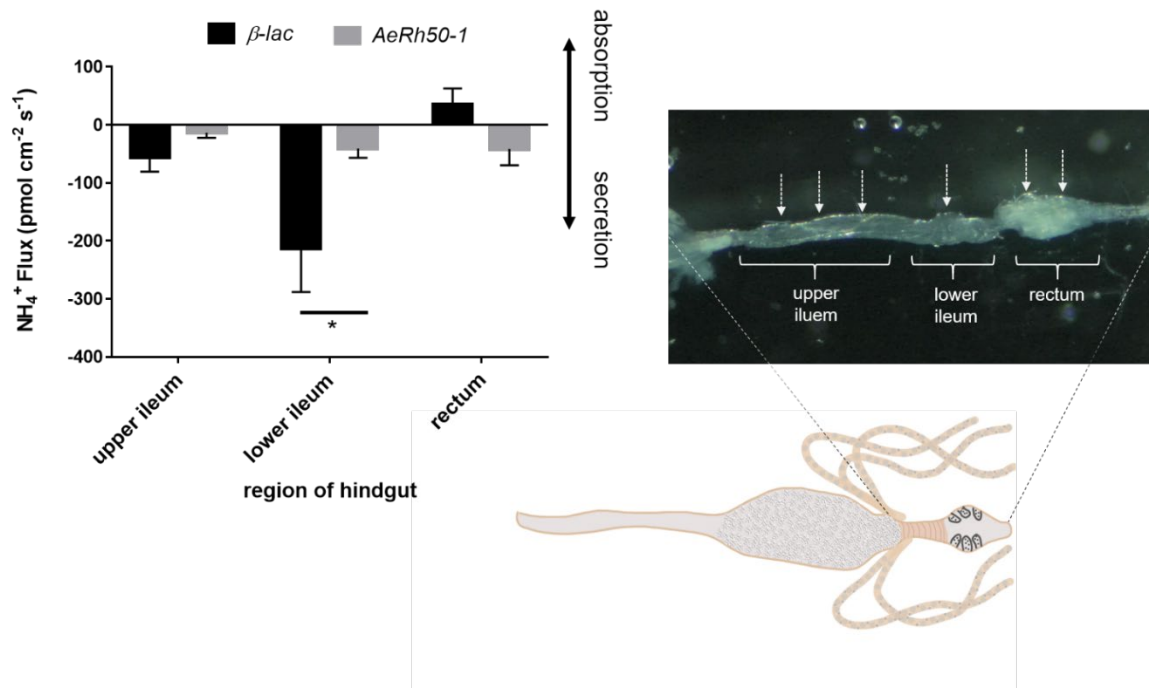 β-lac AeRh50-1
100
0
-100
-200
-300
-400
NH₄⁺ Flux (pmol cm⁻² s⁻¹)
*
upper ileum
lower ileum
rectum
region of hindgut
absorption
secretion
upper
iluem
lower
ileum
rectum